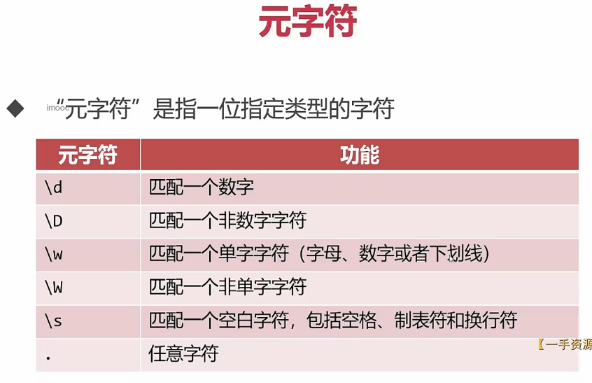 元字符
“元字符”是指一位指定类型的字符
imooc
元字符 功能
\d 匹配一个数字
\D 匹配一个非数字字符
\w 匹配一个单字字符（字母、数字或者下划线）
\W 匹配一个非单字字符
\s 匹配一个空白字符，包括空格、制表符和换行符
. 任意字符
【一手资源